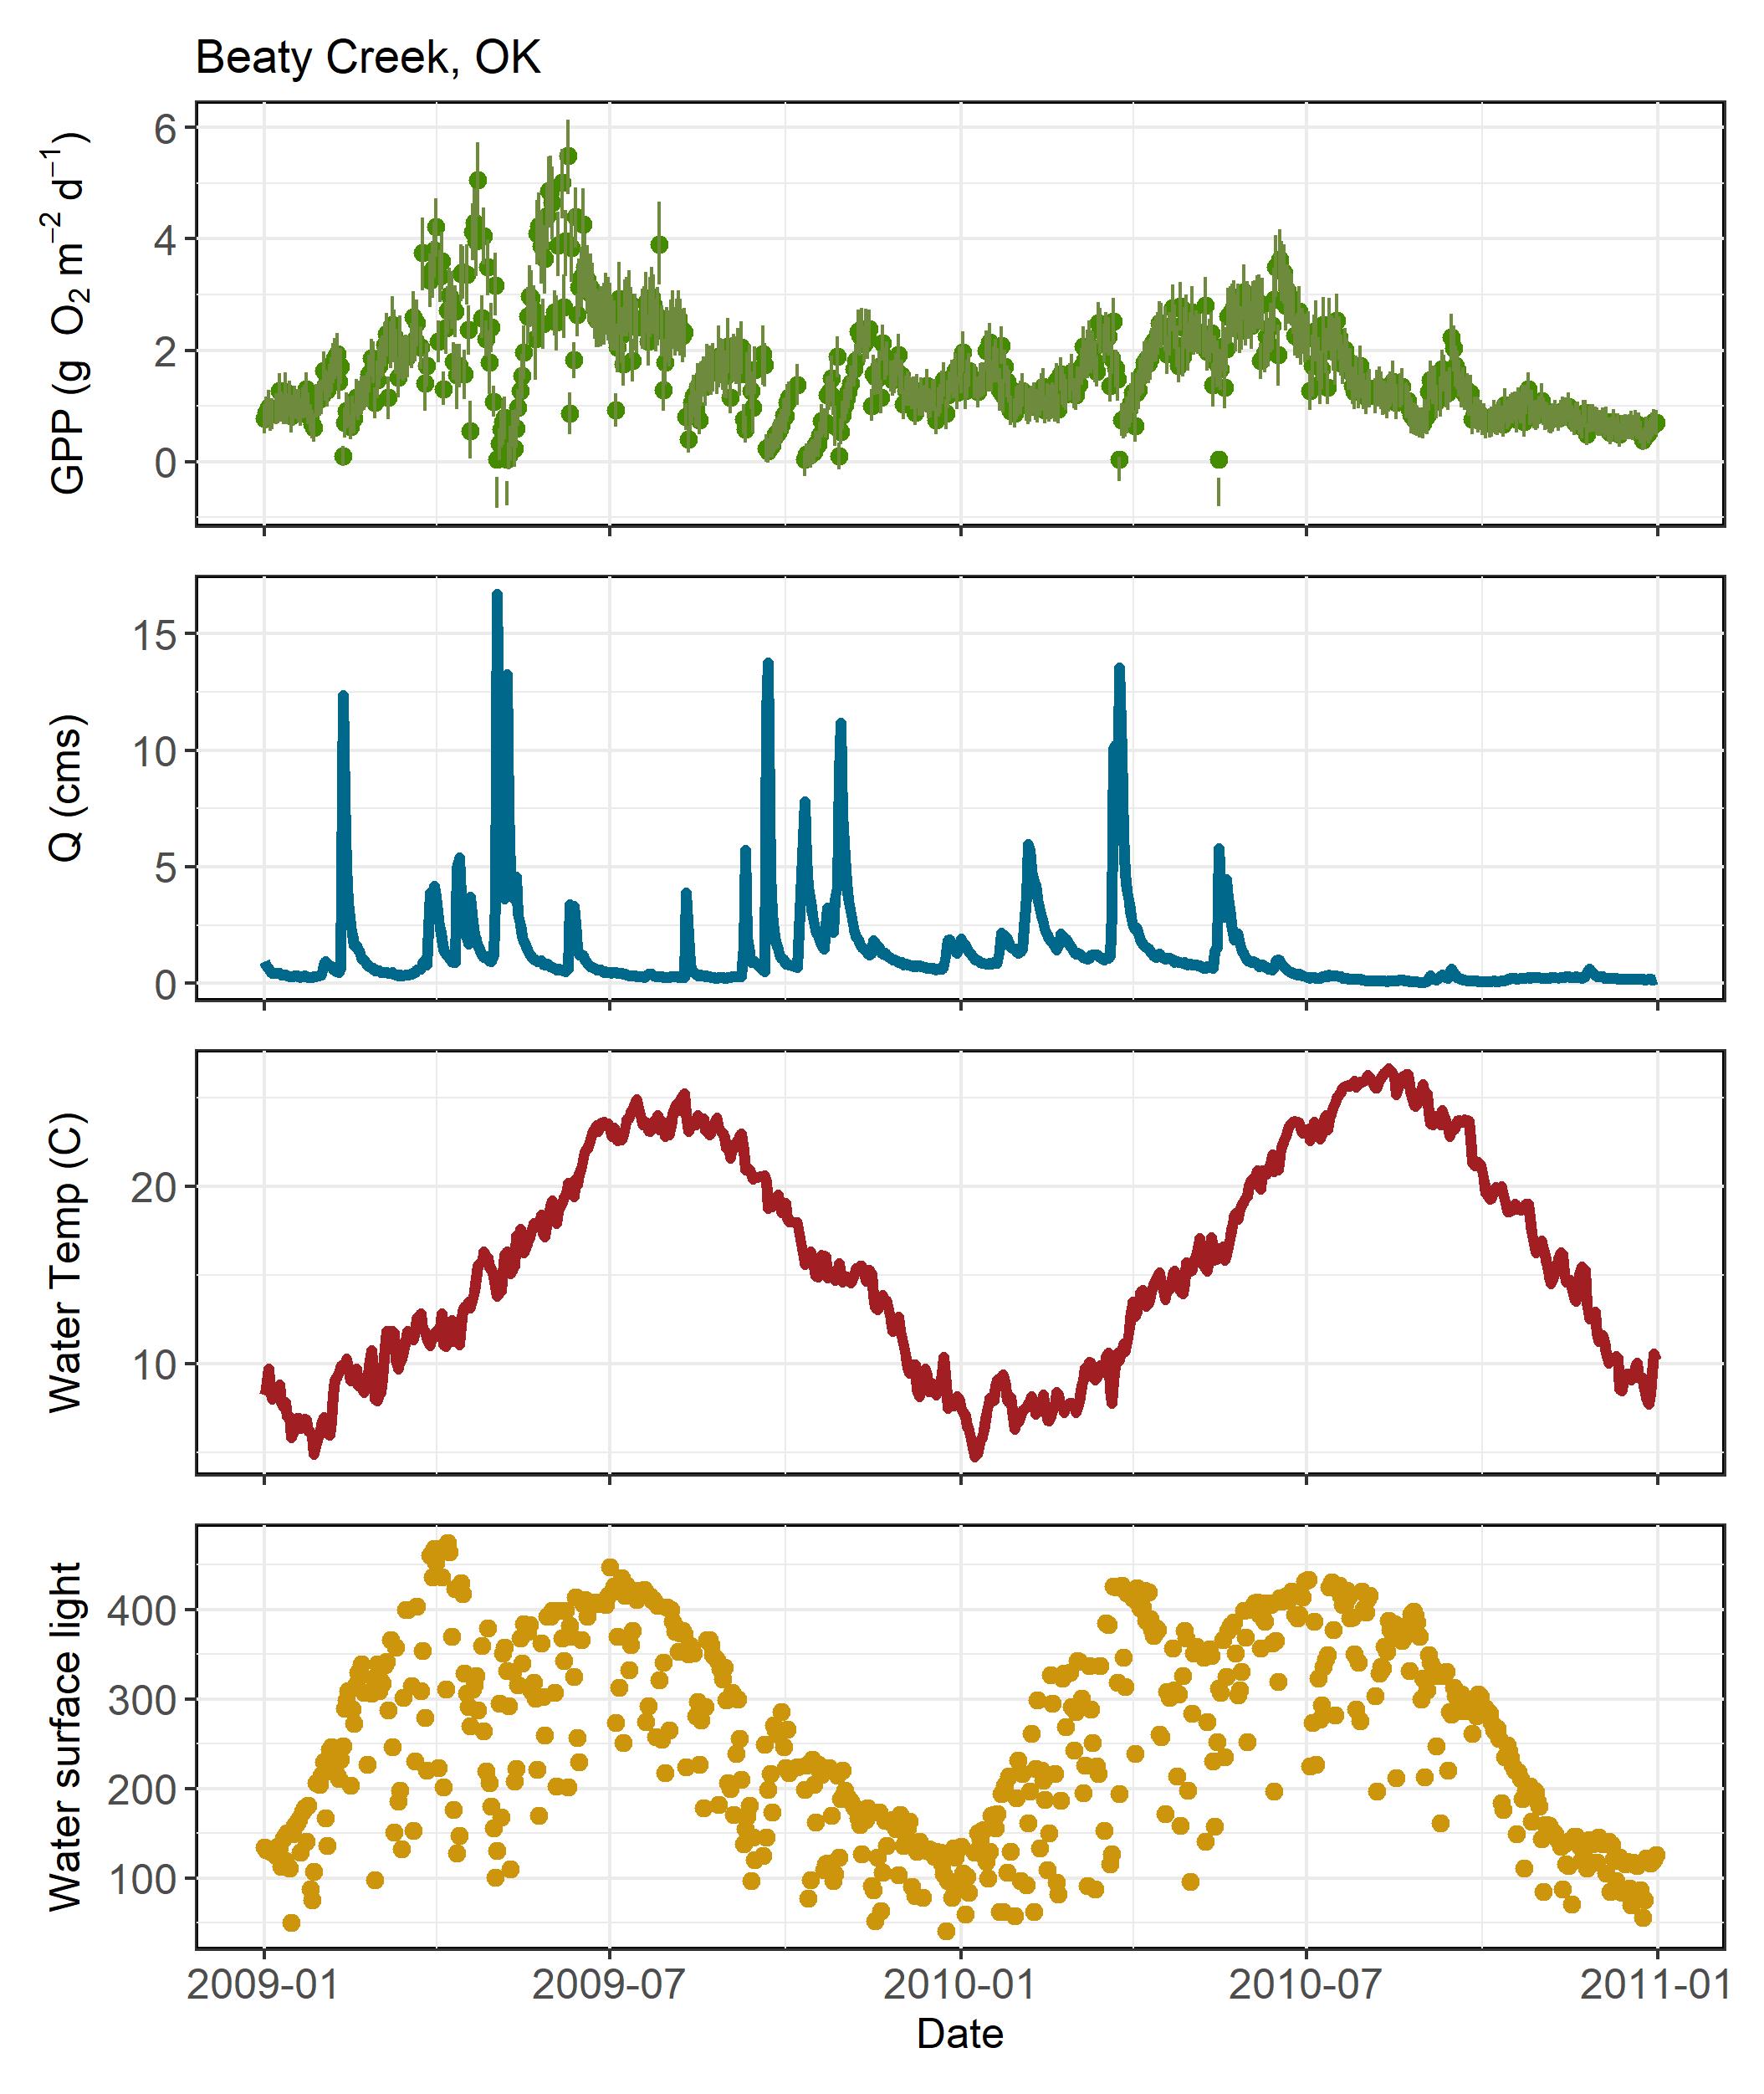 Beaty Creek, OK
GPP (g O₂ m⁻² d⁻¹)
6
4
2
0
Q (cms)
15
10
5
0
Water Temp (C)
20
10
Water surface light
400
300
200
100
2009-01 2009-07 2010-01 2010-07 2011-01
Date